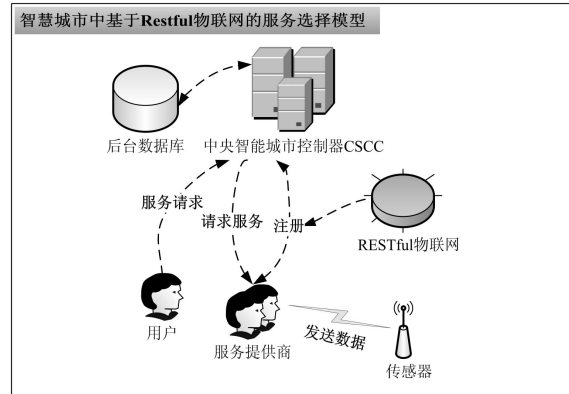 智慧城市中基于Restful物联网的服务选择模型
后台数据库
中央智能城市控制器CSCC
服务请求
请求服务
注册
RESTful物联网
用户
服务提供商
发送数据
传感器